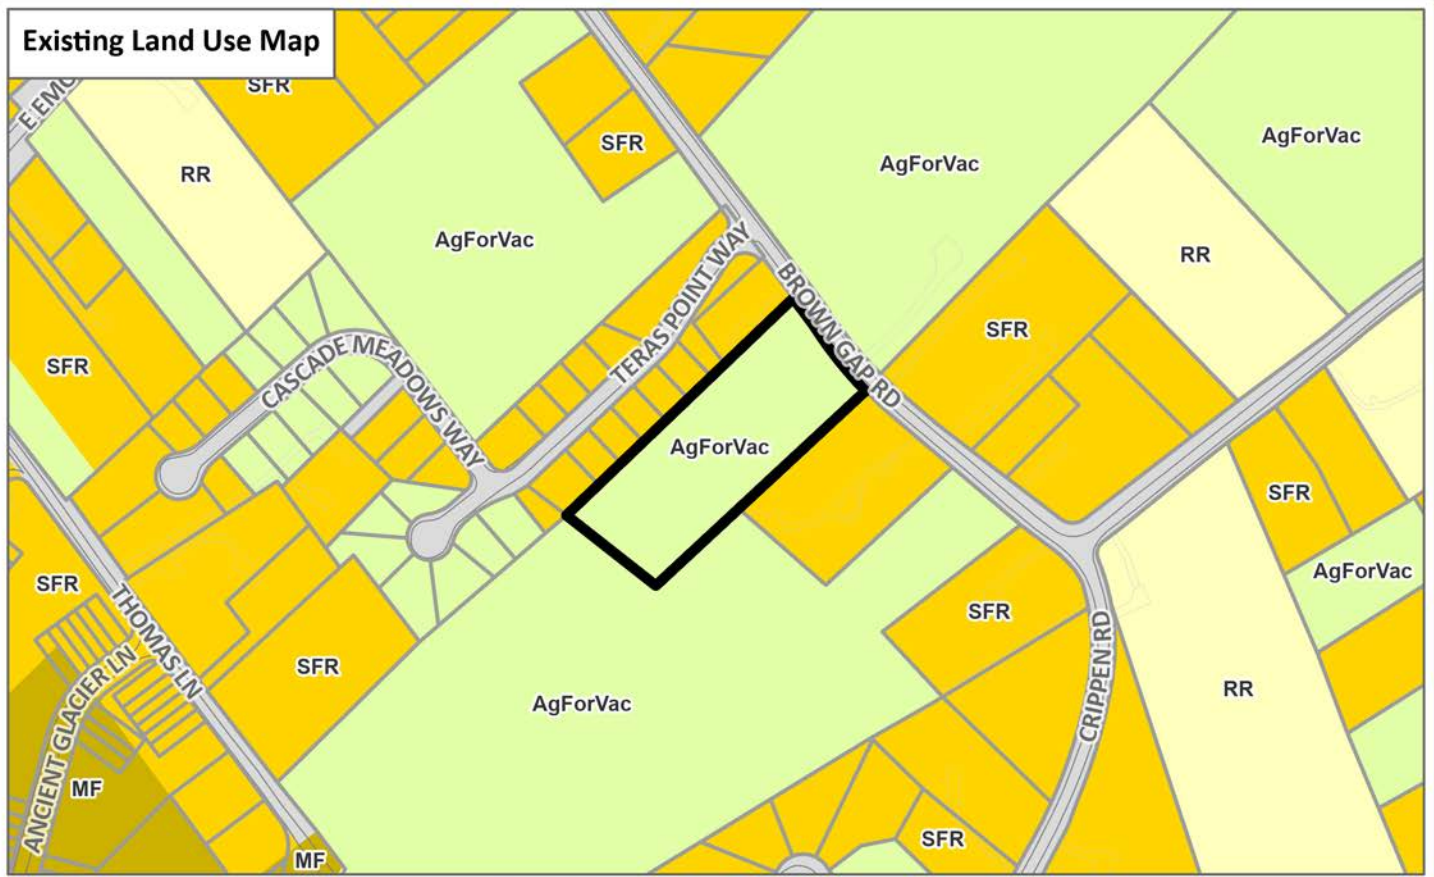 Existing Land Use Map
SFR
E EMO
AgForVac
SFR
AgForVac
RR
AgForVac
RR
TERAS POINT WAY
BROWN GAP RD
SFR
SFR
CASCADE MEADOWS WAY
AgForVac
SFR
AgForVac
SFR
THOMAS LN
SFR
CRIPPEN RD
SFR
RR
AgForVac
ANCIENT GLACIER LN
MF
SFR
MF